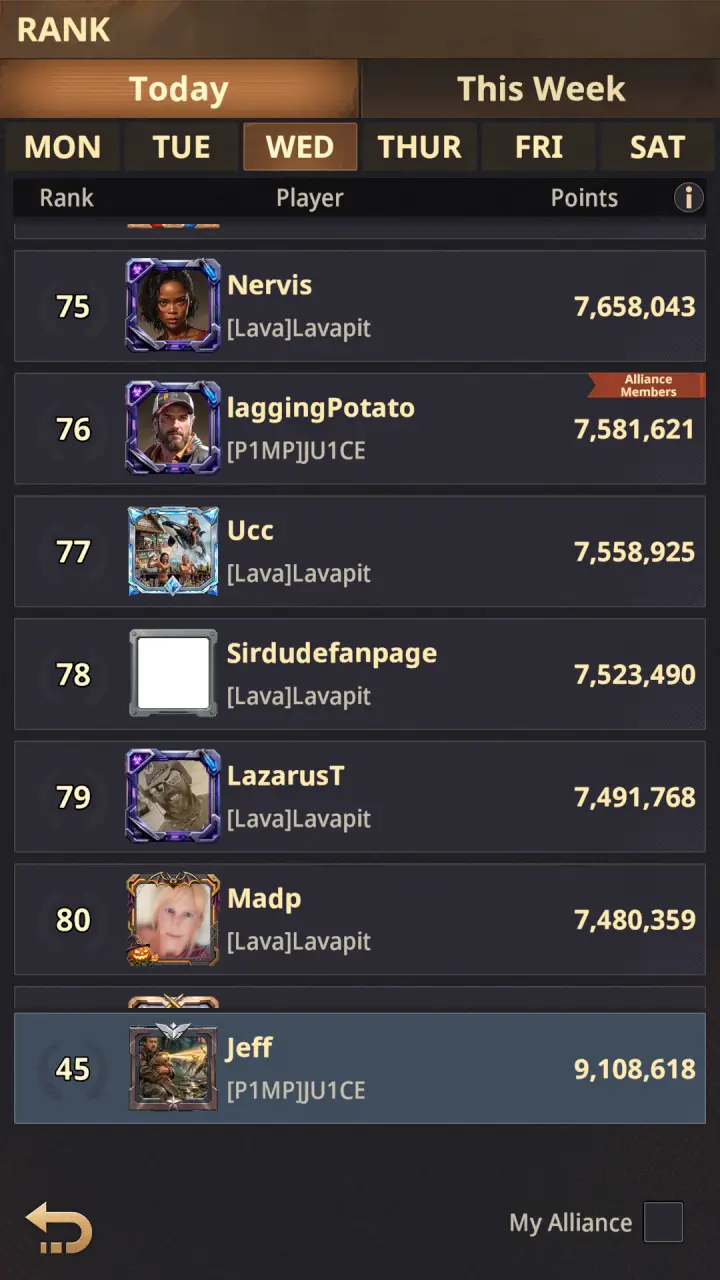 RANK
Today
This Week
MON
TUE
WED
THUR
FRI
SAT
Rank
Player
Points
75
Nervis
[Lava]Lavapit
7,658,043
Alliance
Members
76
laggingPotato
[P1MP]JU1CE
7,581,621
77
Ucc
[Lava]Lavapit
7,558,925
78
Sirdudefanpage
[Lava]Lavapit
7,523,490
79
LazarusT
[Lava]Lavapit
7,491,768
80
Madp
[Lava]Lavapit
7,480,359
45
Jeff
[P1MP]JU1CE
9,108,618
My Alliance